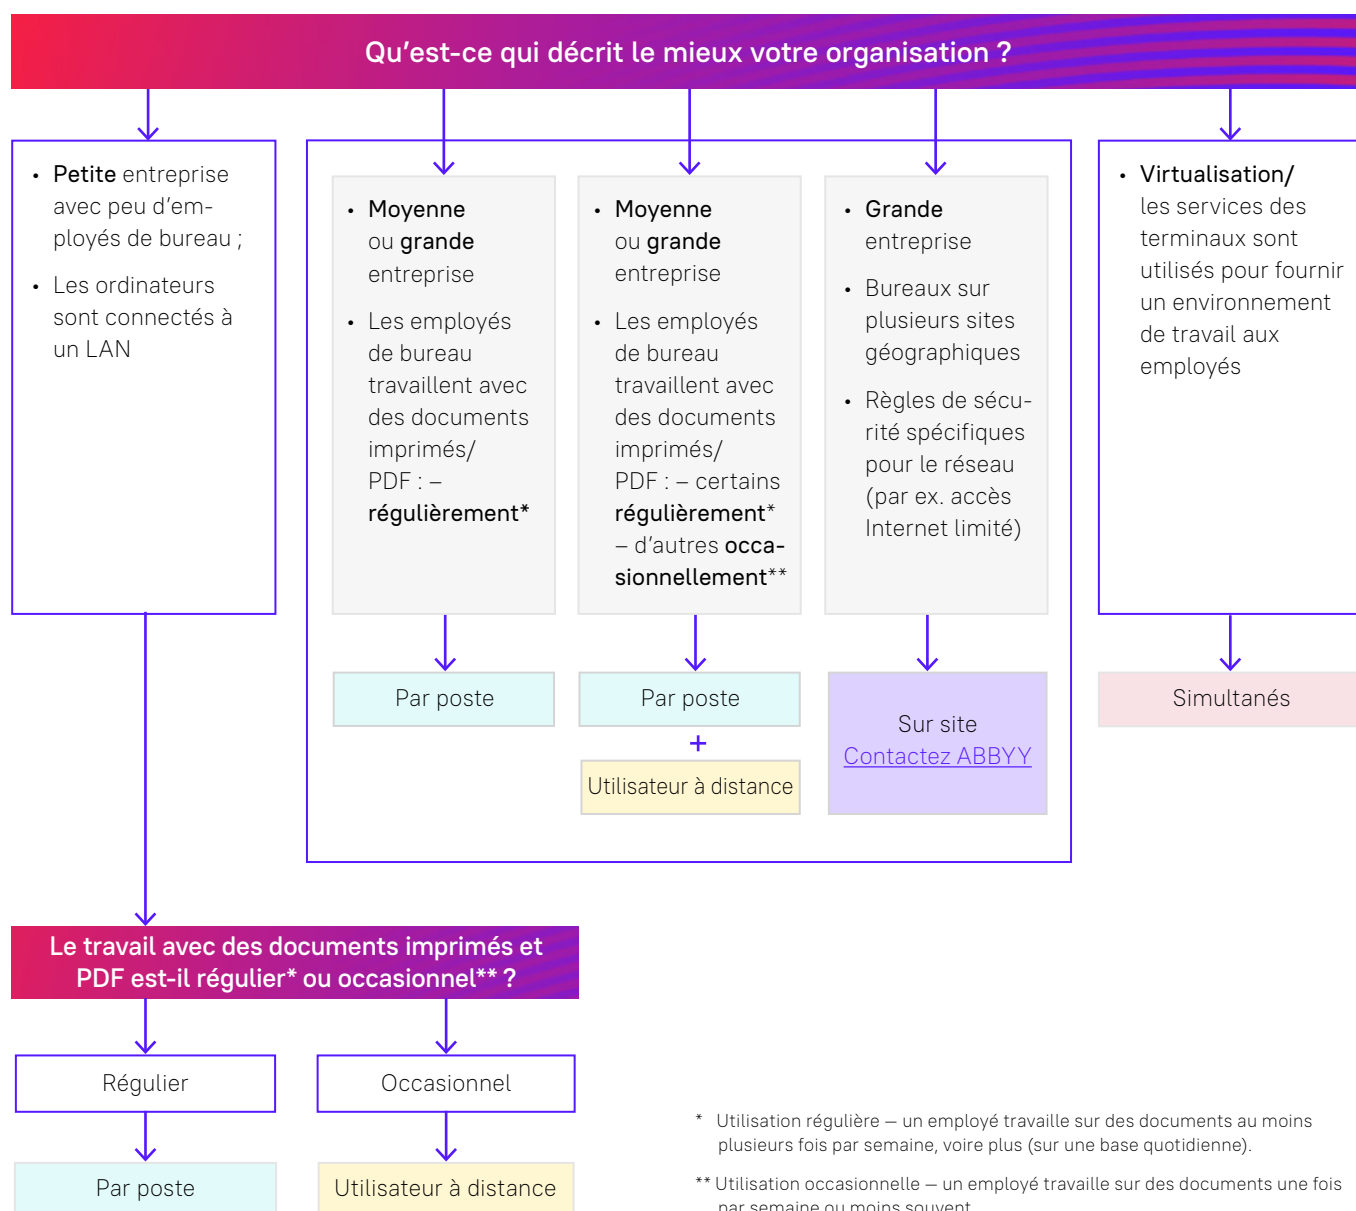 Qu’est-ce qui décrit le mieux votre organisation ?
• Petite entreprise
avec peu d’em-
ployés de bureau ;
• Les ordinateurs
sont connectés à
un LAN
• Moyenne
ou grande
entreprise
• Les employés
de bureau
travaillent avec
des documents
imprimés/
PDF : –
régulièrement*
Par poste
• Moyenne
ou grande
entreprise
• Les employés
de bureau
travaillent avec
des documents
imprimés/
PDF : – certains
régulièrement*
– d’autres occa-
sionnellement**
Par poste
+
Utilisateur à distance
• Grande
entreprise
• Bureaux sur
plusieurs sites
géographiques
• Règles de sécu-
rité spécifiques
pour le réseau
(par ex. accès
Internet limité)
Sur site
Contactez ABBYY
• Virtualisation/
les services des
terminaux sont
utilisés pour fournir
un environnement
de travail aux
employés
Simultanés
Le travail avec des documents imprimés et
PDF est-il régulier* ou occasionnel** ?
Régulier
Par poste
Occasionnel
Utilisateur à distance
* Utilisation régulière – un employé travaille sur des documents au moins
plusieurs fois par semaine, voire plus (sur une base quotidienne).
** Utilisation occasionnelle – un employé travaille sur des documents une fois
par semaine ou moins souvent